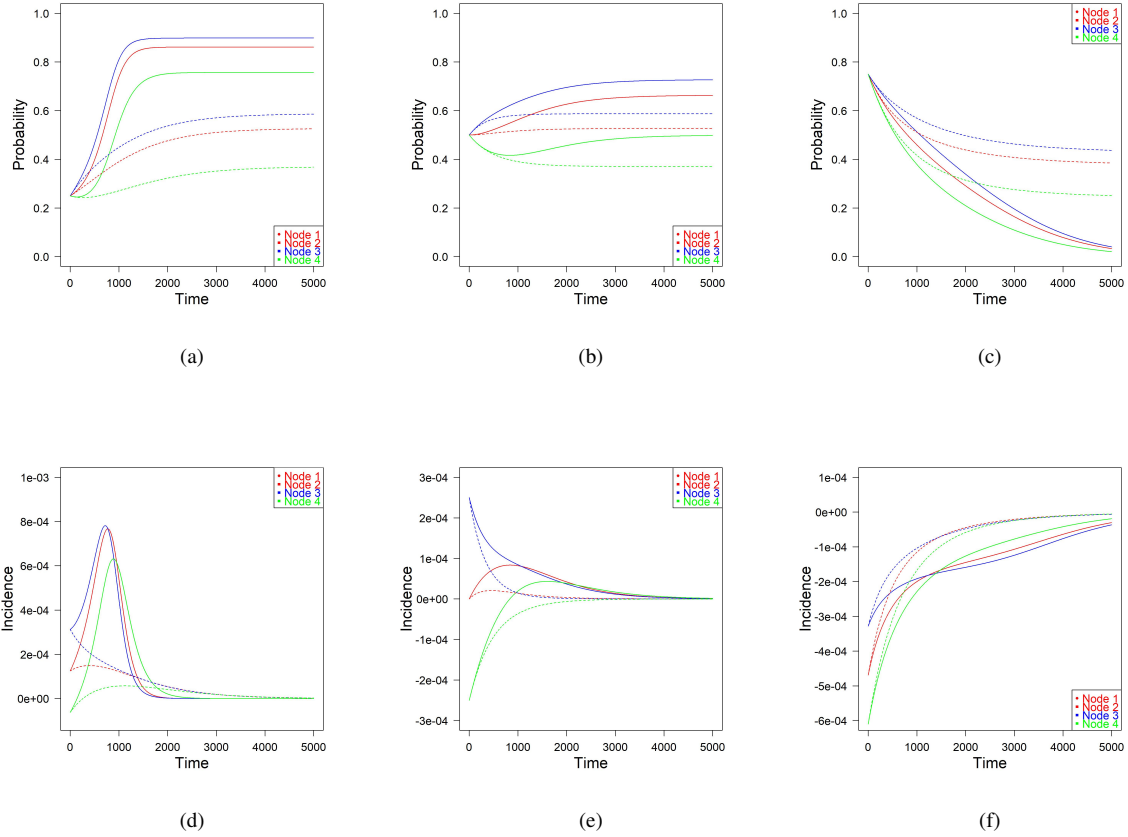 1.0
0.8
0.6
0.4
0.2
0.0
Probability
0 1000 2000 3000 4000 5000
Time
Node 1
Node 2
Node 3
Node 4
(a)
1.0
0.8
0.6
0.4
0.2
0.0
Probability
0 1000 2000 3000 4000 5000
Time
Node 1
Node 2
Node 3
Node 4
(b)
1.0
0.8
0.6
0.4
0.2
0.0
Probability
0 1000 2000 3000 4000 5000
Time
Node 1
Node 2
Node 3
Node 4
(c)
1e-03
8e-04
6e-04
4e-04
2e-04
0e+00
Incidence
0 1000 2000 3000 4000 5000
Time
Node 1
Node 2
Node 3
Node 4
(d)
3e-04
2e-04
1e-04
0e+00
-1e-04
-2e-04
-3e-04
Incidence
0 1000 2000 3000 4000 5000
Time
Node 1
Node 2
Node 3
Node 4
(e)
1e-04
0e+00
-1e-04
-2e-04
-3e-04
-4e-04
-5e-04
-6e-04
Incidence
0 1000 2000 3000 4000 5000
Time
Node 1
Node 2
Node 3
Node 4
(f)